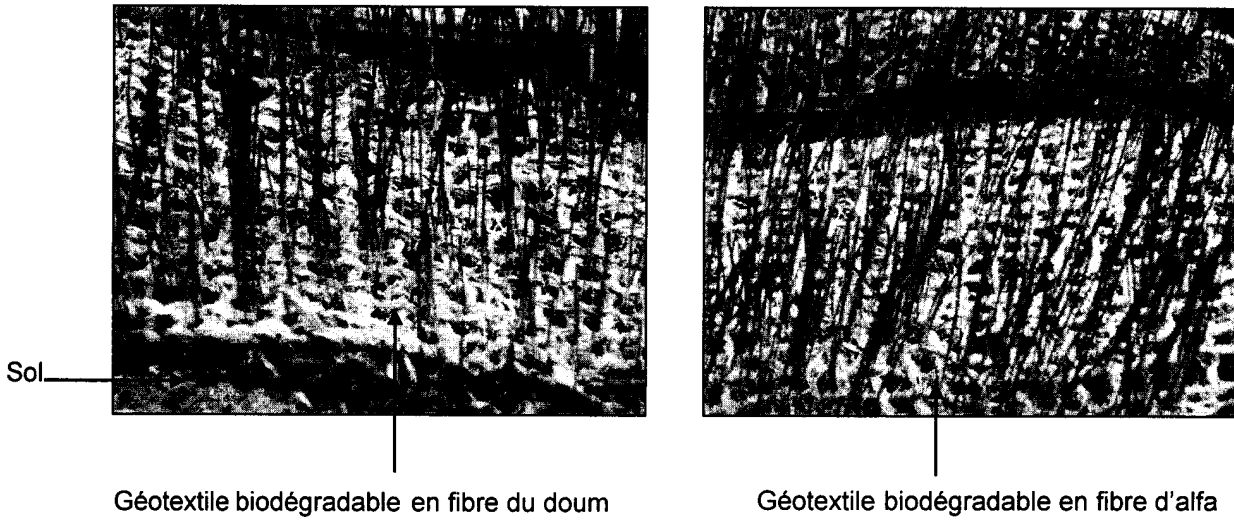 Sol
Géotextile biodégradable en fibre du doum
Géotextile biodégradable en fibre d'alfa